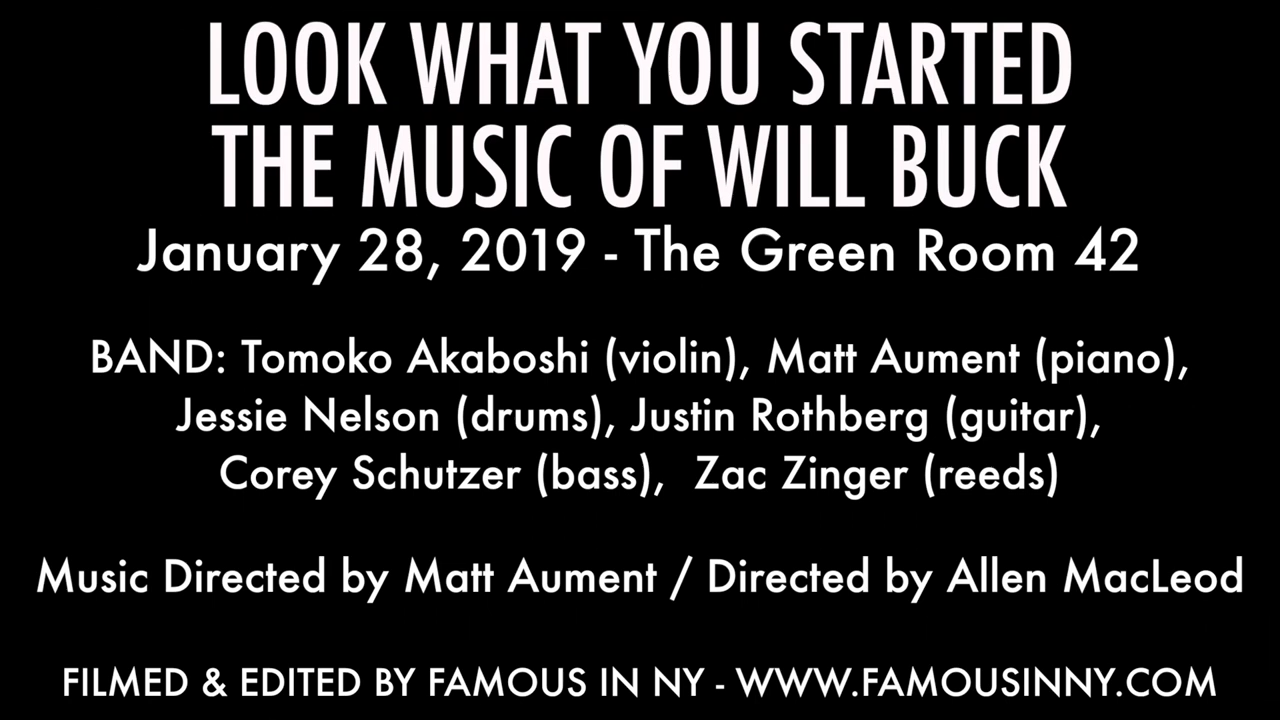 LOOK WHAT YOU STARTED
THE MUSIC OF WILL BUCK
January 28, 2019 - The Green Room 42
BAND: Tomoko Akaboshi (violin), Matt Aument (piano),
Jessie Nelson (drums), Justin Rothberg (guitar),
Corey Schutzer (bass), Zac Zinger (reeds)
Music Directed by Matt Aument / Directed by Allen MacLeod
FILMED & EDITED BY FAMOUS IN NY - WWW.FAMOUSINNY.COM